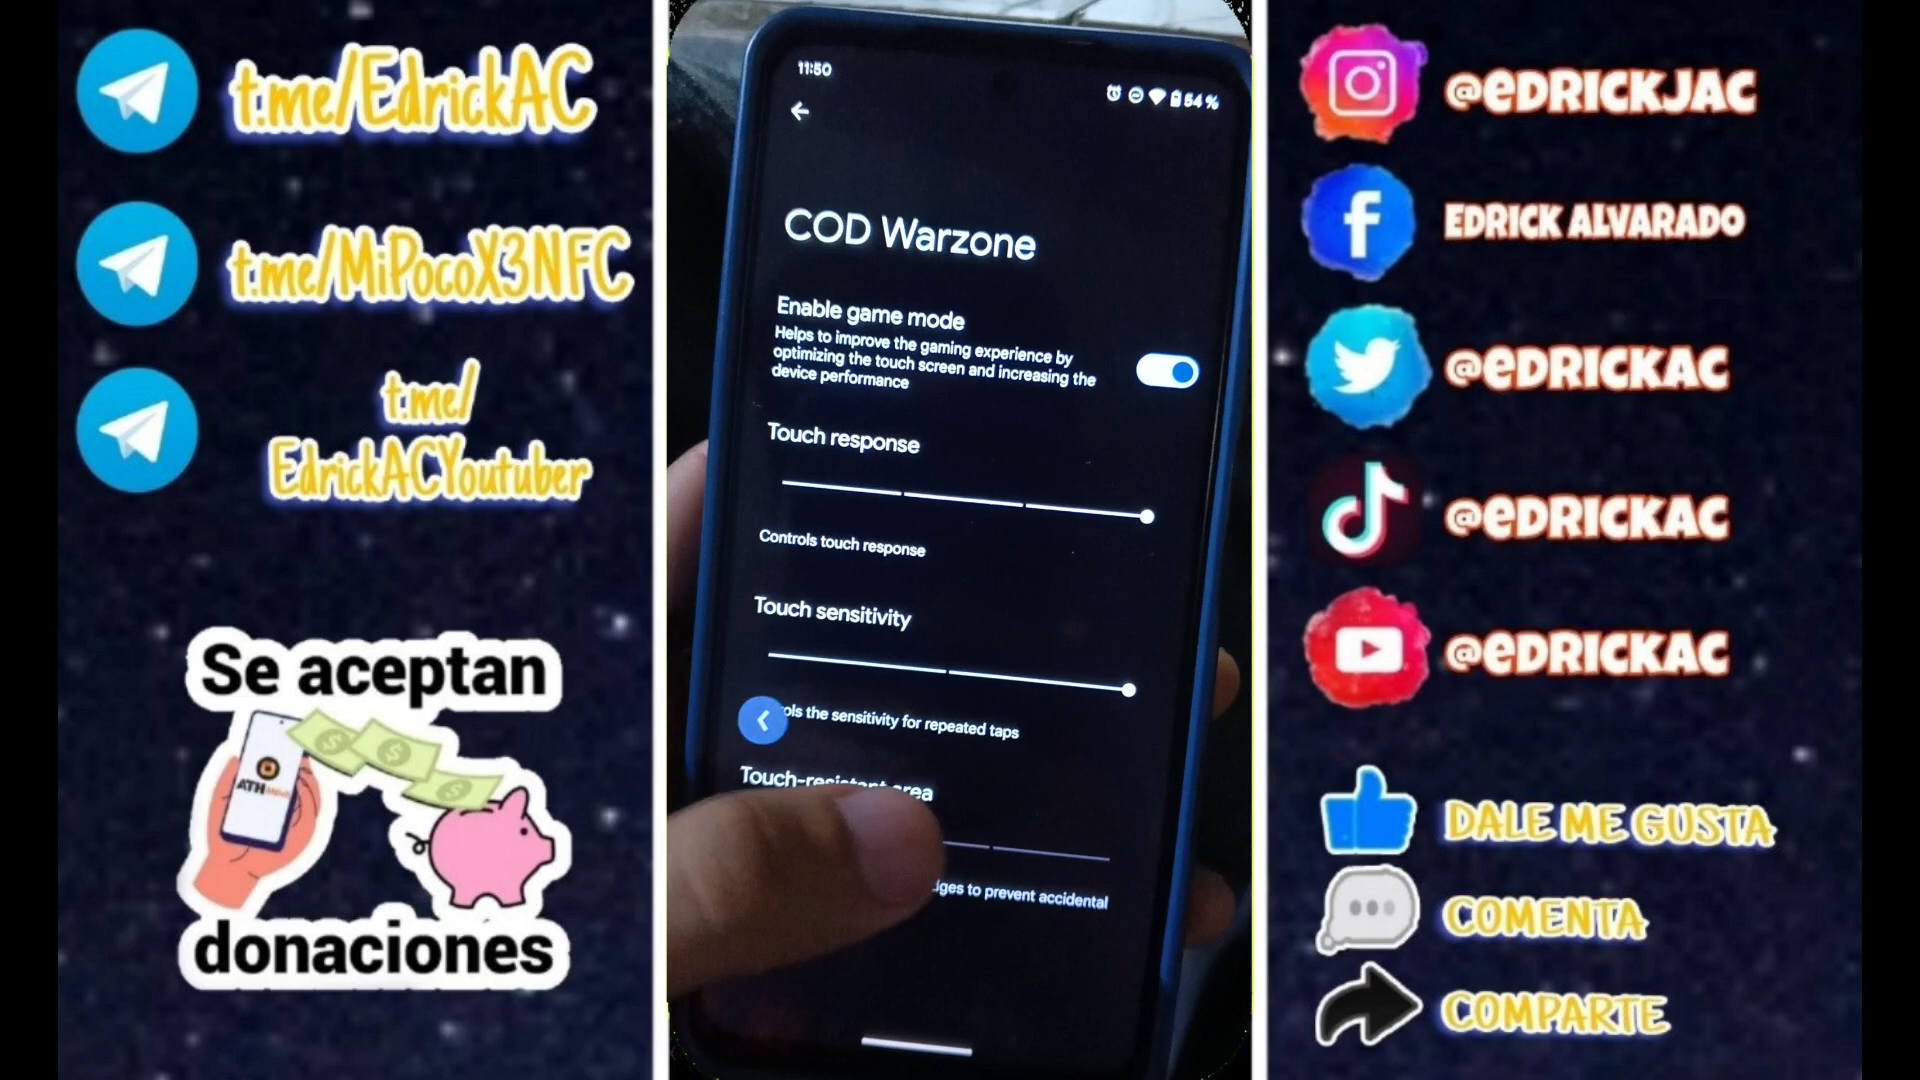 t.me/EdrickAC
t.me/MiPocoX3NFC
t.me/
EdrickACYoutuber
Se aceptan
ATH
donaciones
11:50
54%
COD Warzone
Enable game mode
Helps to improve the gaming experience by
optimizing the touch screen and increasing the
device performance
Touch response
Controls touch response
Touch sensitivity
the sensitivity for repeated taps
to prevent accidental
@EDRICKJAC
EDRICK ALVARADO
@EDRICKAC
@EDRICKAC
@EDRICKAC
DALE ME GUSTA
COMENTA
COMPARTE